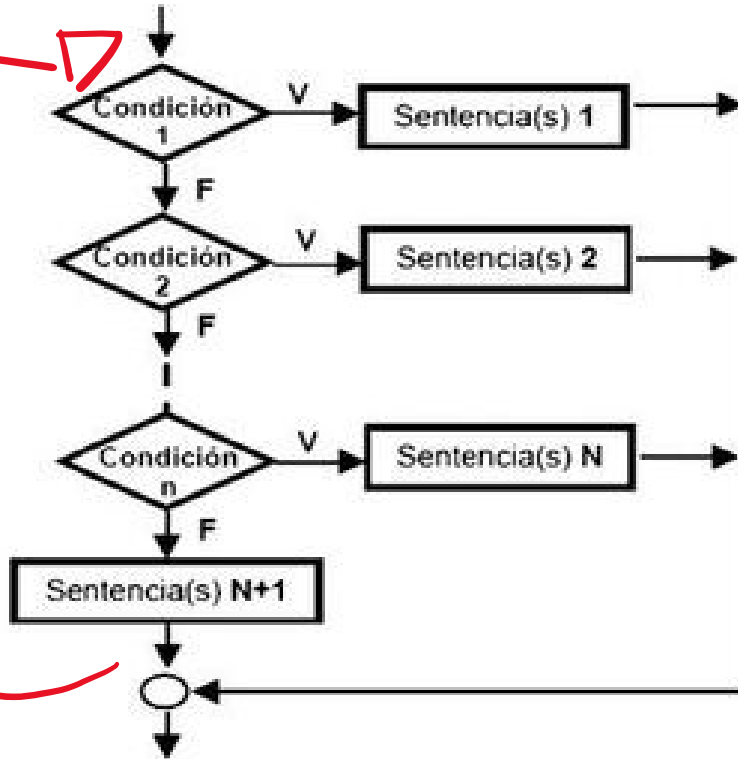 Condición
1
V
Sentencia(s) 1
F
Condición
2
V
Sentencia(s) 2
F
Condición
n
V
Sentencia(s) N
F
Sentencia(s) N+1